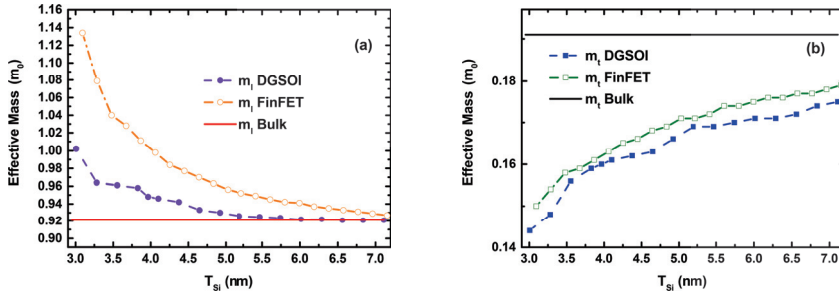 1.16
1.14
1.12
1.10
1.08
1.06
1.04
1.02
1.00
0.98
0.96
0.94
0.92
0.90
Effective Mass (m0)
(a)
ml DGSOI
ml FinFET
ml Bulk
3.0 3.5 4.0 4.5 5.0 5.5 6.0 6.5 7.0
TSi (nm)
0.18
0.16
0.14
Effective Mass (m0)
(b)
mt DGSOI
mt FinFET
mt Bulk
3.0 3.5 4.0 4.5 5.0 5.5 6.0 6.5 7.0
TSi (nm)